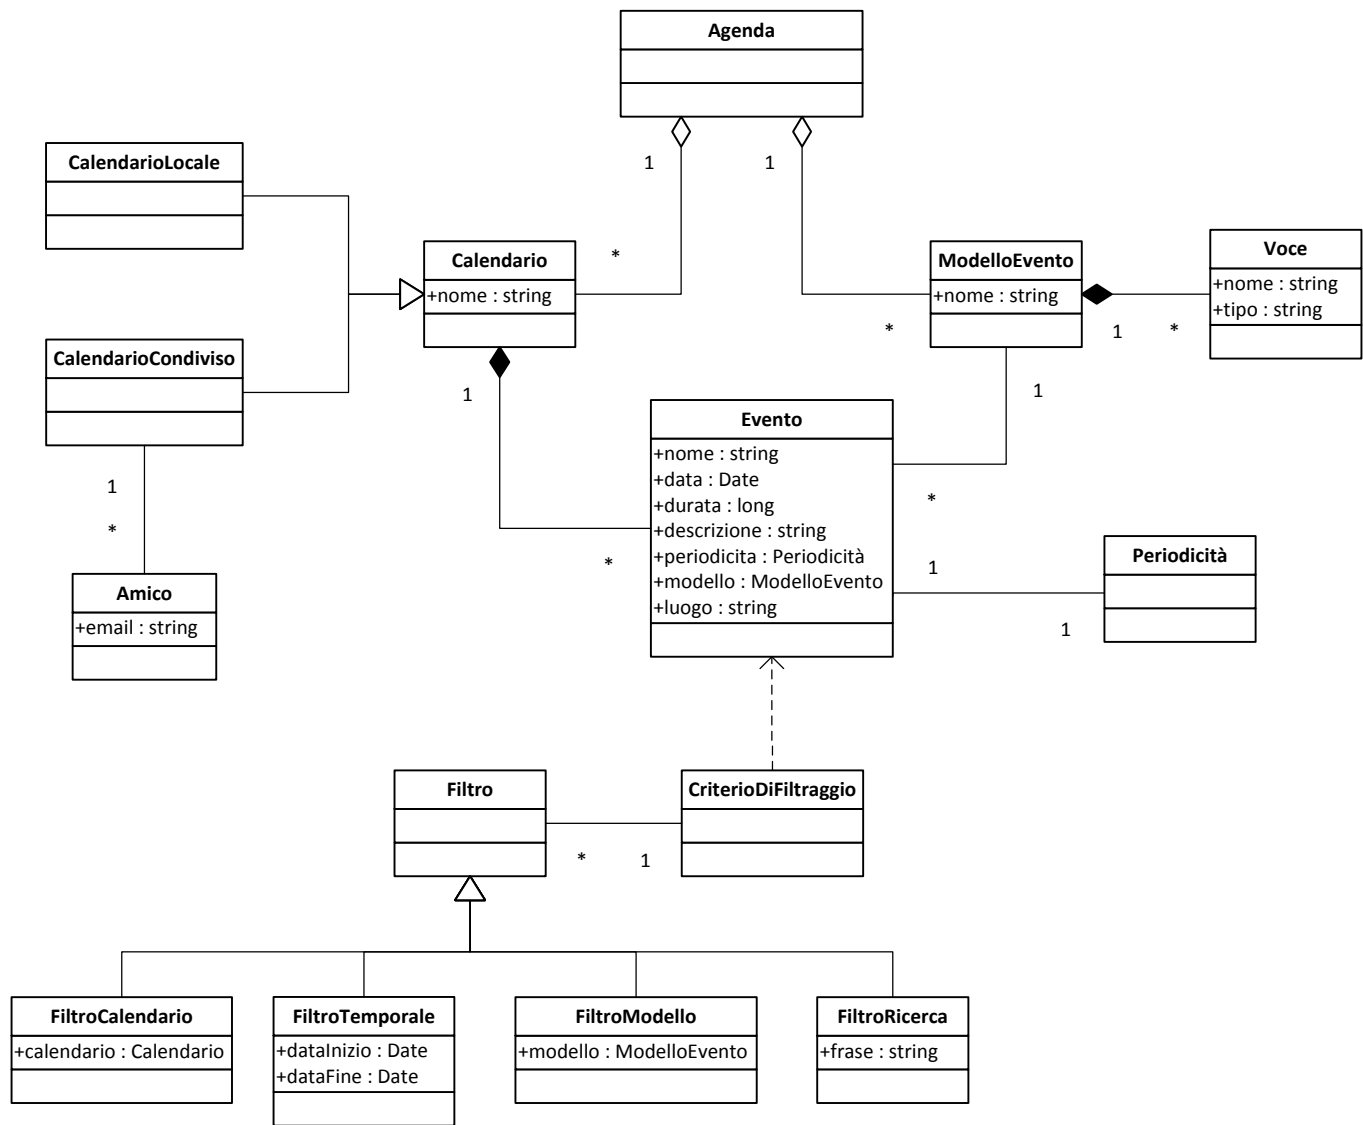 Agenda
1
1
CalendarioLocale
Calendario
+nome : string
*
ModelloEvento
+nome : string
*
Voce
+nome : string
+tipo : string
1
*
CalendarioCondiviso
1
1
Evento
+nome : string
+data : Date
+durata : long
+descrizione : string
+periodicita : Periodicità
+modello : ModelloEvento
+luogo : string
*
*
1
*
Amico
+email : string
1
1
Periodicità
Filtro
*
1
CriterioDiFiltraggio
FiltroCalendario
+calendario : Calendario
FiltroTemporale
+dataInizio : Date
+dataFine : Date
FiltroModello
+modello : ModelloEvento
FiltroRicerca
+frase : string